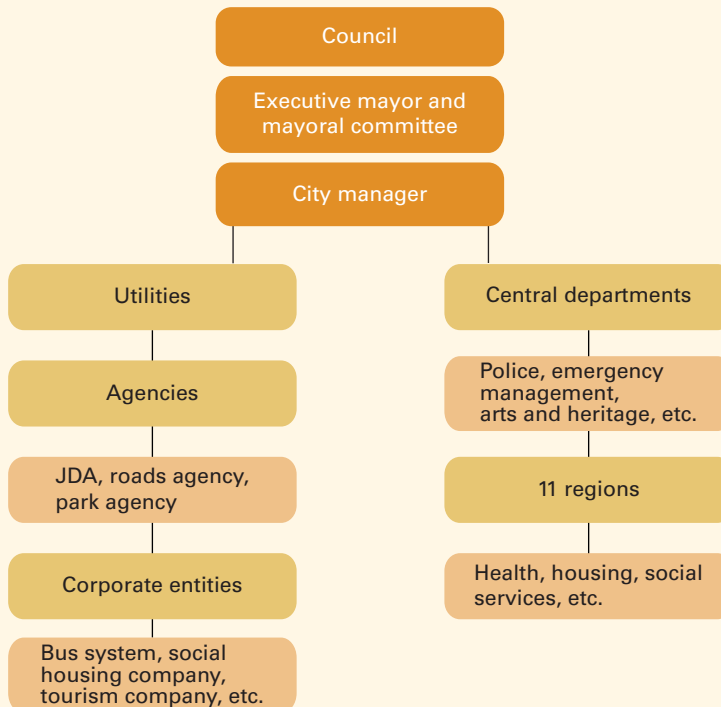 Council
Executive mayor and
mayoral committee
City manager
Utilities
Agencies
JDA, roads agency,
park agency
Corporate entities
Bus system, social
housing company,
tourism company, etc.
Central departments
Police, emergency
management,
arts and heritage, etc.
11 regions
Health, housing, social
services, etc.